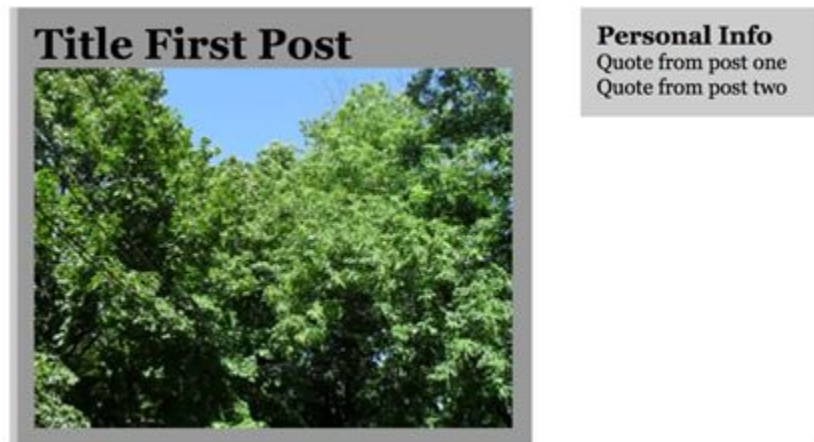 Title First Post
Personal Info
Quote from post one
Quote from post two